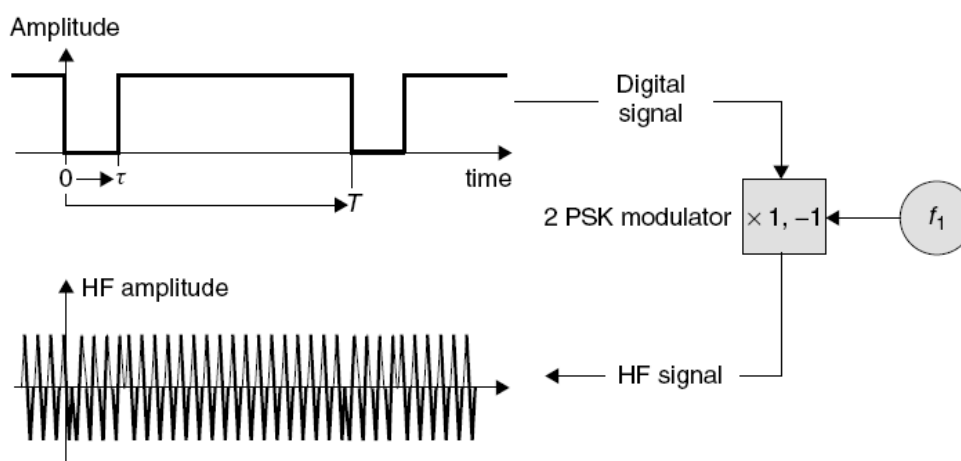 Amplitude
0
τ
time
T
Digital
signal
2 PSK modulator
× 1, −1
f1
HF amplitude
HF signal